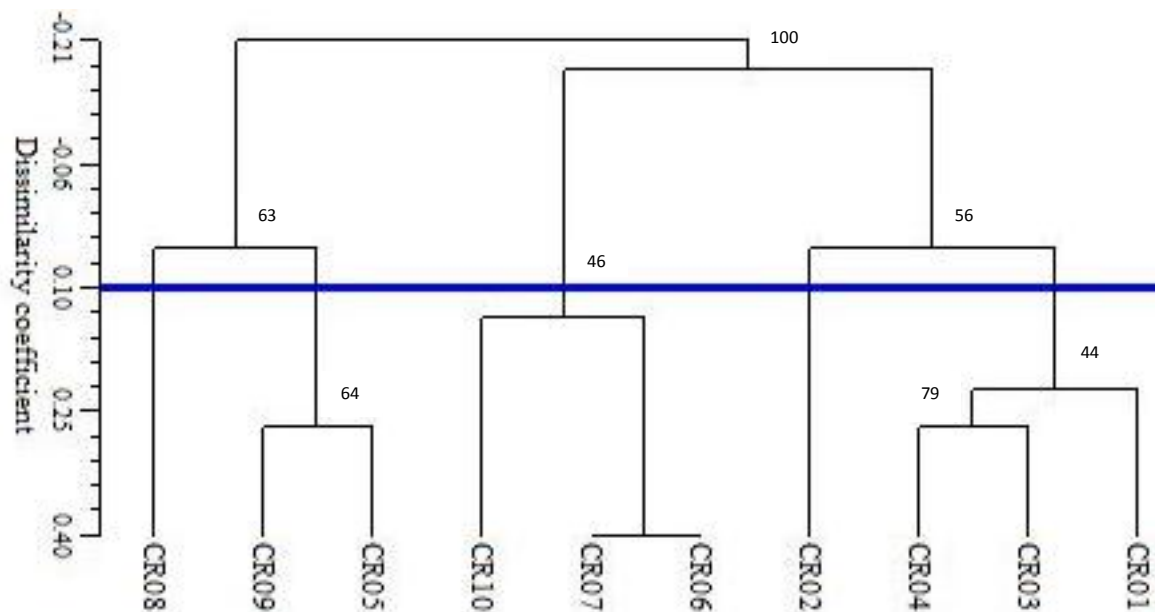 100
63
56
46
44
64
79
Dissimilarity coefficient
-0.21
-0.06
0.10
0.25
0.40
CR08
CR09
CR05
CR10
CR07
CR06
CR02
CR04
CR03
CR01